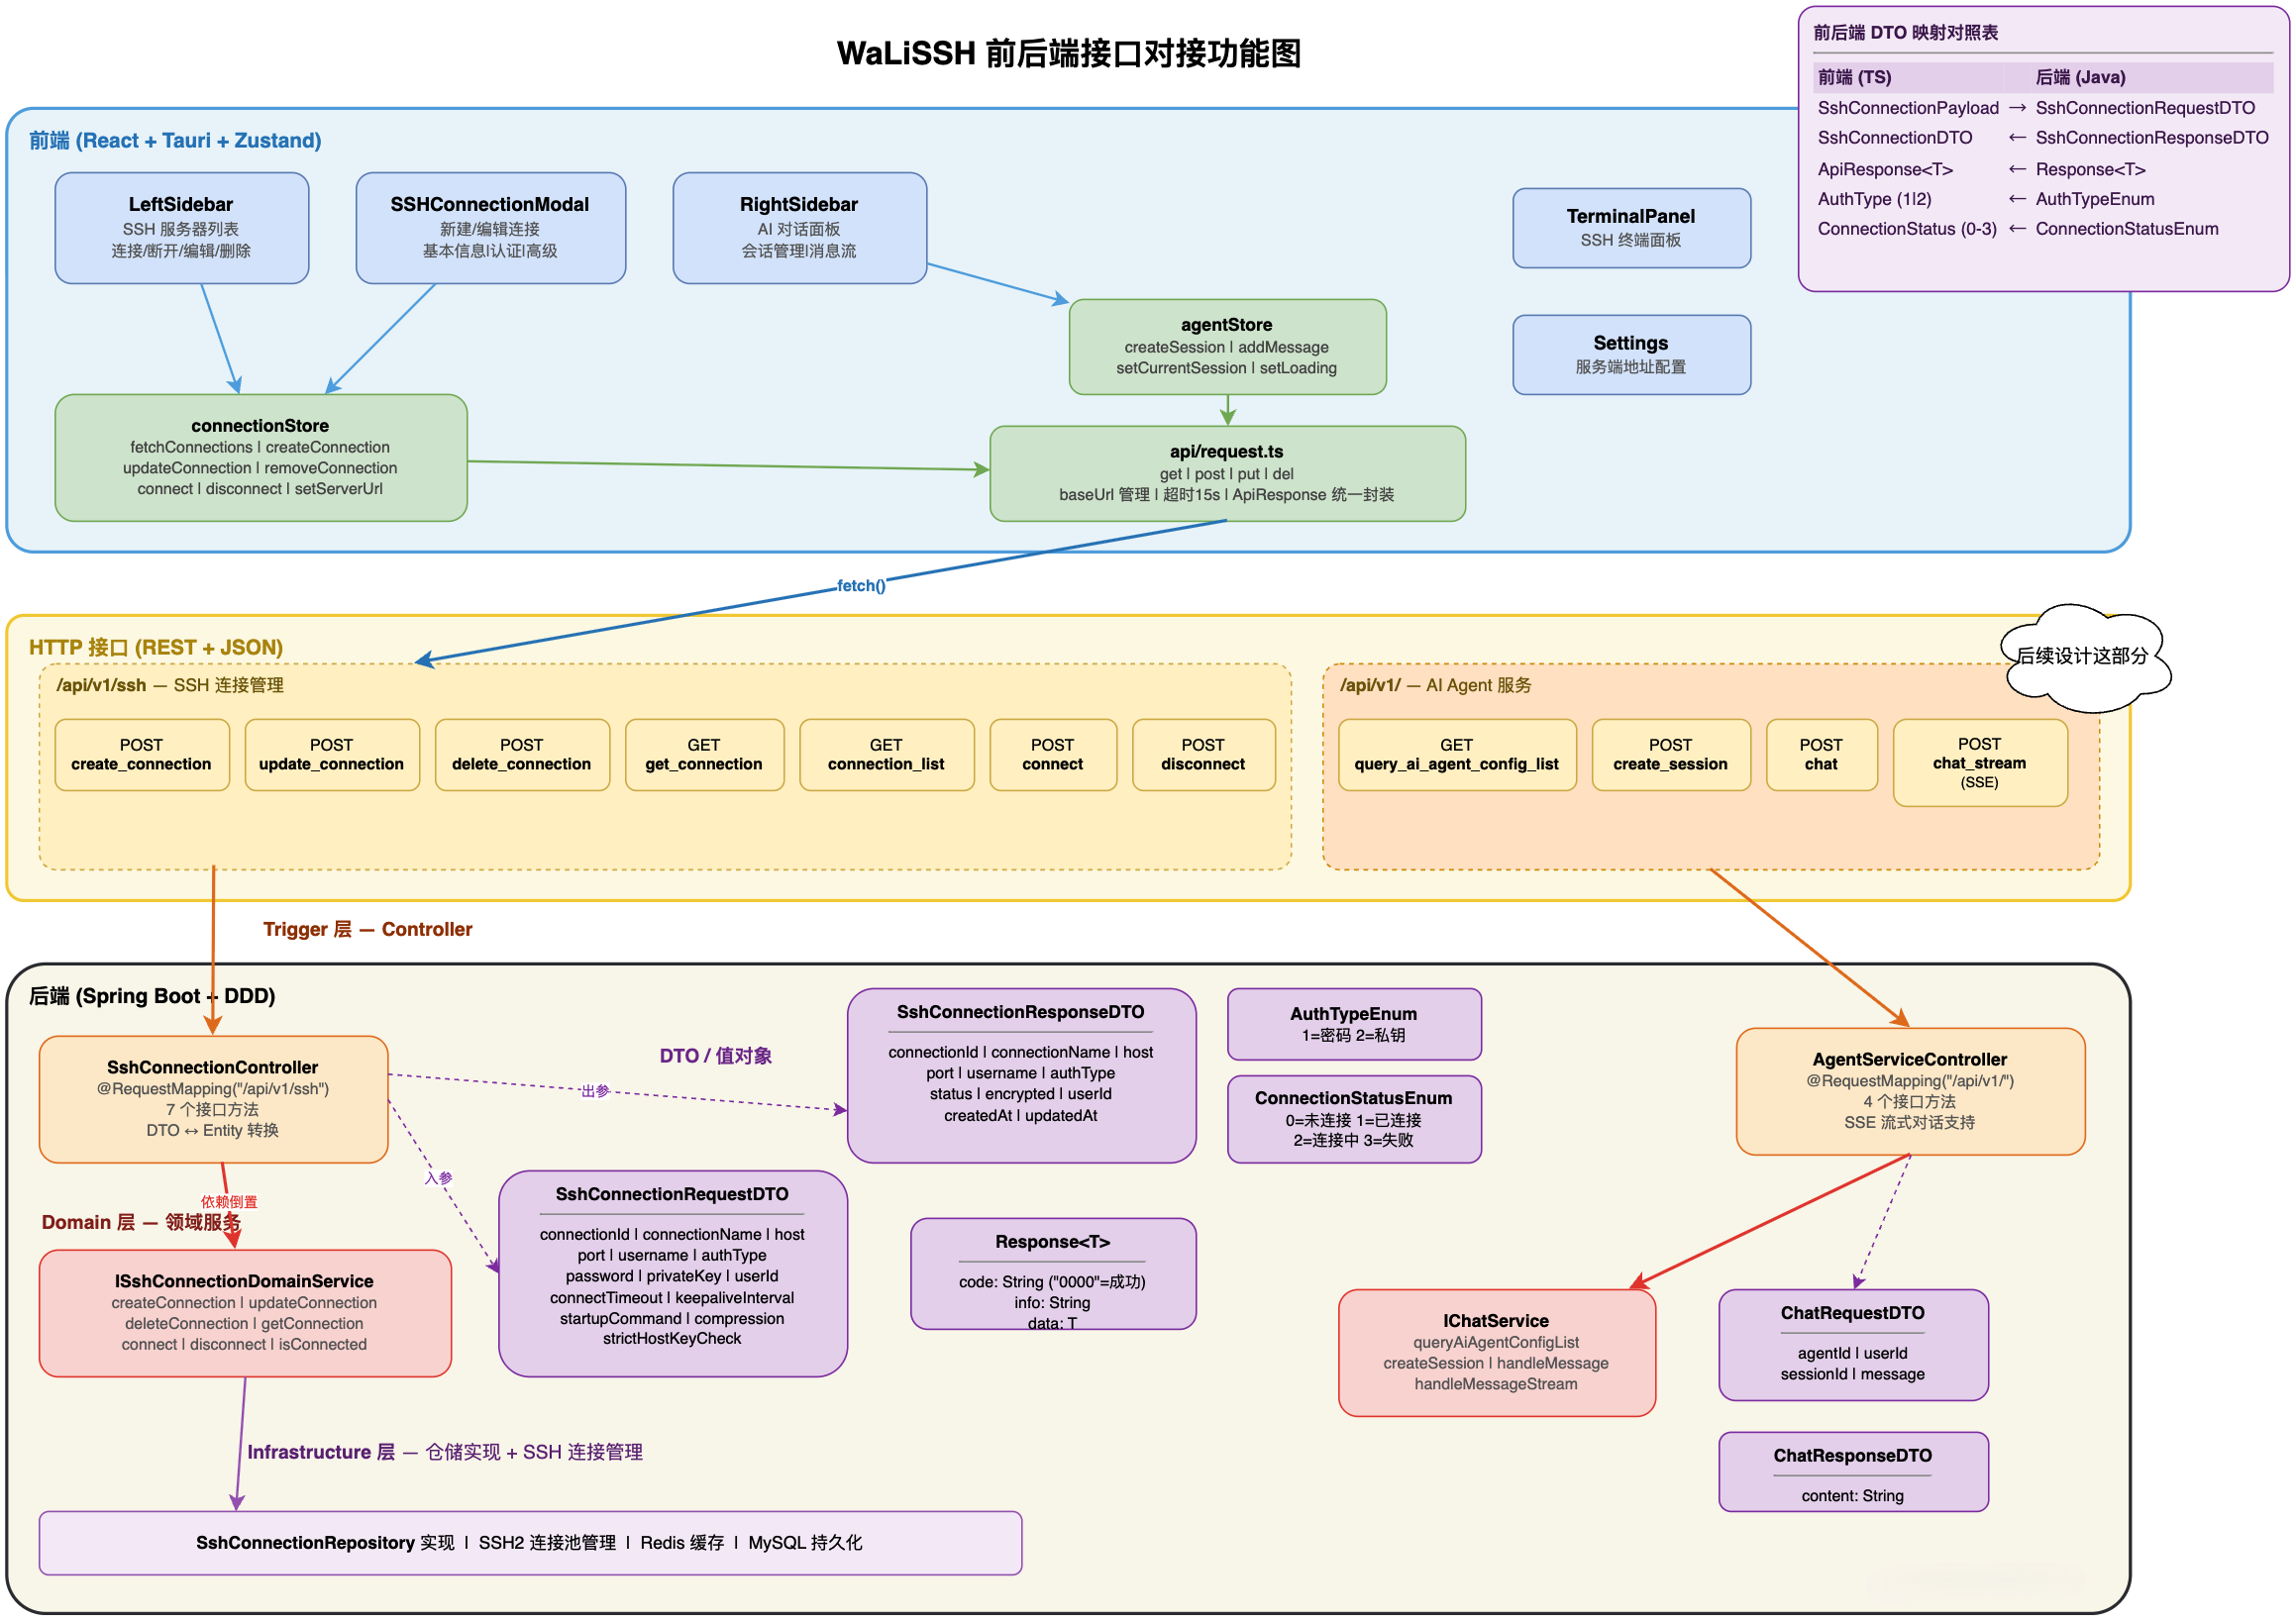 WaLiSSH 前后端接口对接功能图
前后端 DTO 映射对照表
前端 (TS) 后端 (Java)
SshConnectionPayload → SshConnectionRequestDTO
SshConnectionDTO ← SshConnectionResponseDTO
ApiResponse<T> ← Response<T>
AuthType (1|2) ← AuthTypeEnum
ConnectionStatus (0-3) ← ConnectionStatusEnum
前端 (React + Tauri + Zustand)
LeftSidebar
SSH 服务器列表
连接/断开/编辑/删除
SSHConnectionModal
新建/编辑连接
基本信息|认证|高级
RightSidebar
AI 对话面板
会话管理|消息流
TerminalPanel
SSH 终端面板
agentStore
createSession | addMessage
setCurrentSession | setLoading
Settings
服务端地址配置
connectionStore
fetchConnections | createConnection
updateConnection | removeConnection
connect | disconnect | setServerUrl
api/request.ts
get | post | put | del
baseUrl 管理 | 超时15s | ApiResponse 统一封装
fetch()
HTTP 接口 (REST + JSON)
后续设计这部分
/api/v1/ssh — SSH 连接管理
POST
create_connection
POST
update_connection
POST
delete_connection
GET
get_connection
GET
connection_list
POST
connect
POST
disconnect
/api/v1/ — AI Agent 服务
GET
query_ai_agent_config_list
POST
create_session
POST
chat
POST
chat_stream
(SSE)
Trigger 层 — Controller
后端 (Spring Boot + DDD)
SshConnectionController
@RequestMapping("/api/v1/ssh")
7 个接口方法
DTO ↔ Entity 转换
DTO / 值对象
出参
入参
SshConnectionResponseDTO
connectionId | connectionName | host
port | username | authType
status | encrypted | userId
createdAt | updatedAt
AuthTypeEnum
1=密码 2=私钥
ConnectionStatusEnum
0=未连接 1=已连接
2=连接中 3=失败
AgentServiceController
@RequestMapping("/api/v1/")
4 个接口方法
SSE 流式对话支持
依赖倒置
Domain 层 — 领域服务
ISshConnectionDomainService
createConnection | updateConnection
deleteConnection | getConnection
connect | disconnect | isConnected
SshConnectionRequestDTO
connectionId | connectionName | host
port | username | authType
password | privateKey | userId
connectTimeout | keepaliveInterval
startupCommand | compression
strictHostKeyCheck
Response<T>
code: String ("0000"=成功)
info: String
data: T
IChatService
queryAiAgentConfigList
createSession | handleMessage
handleMessageStream
ChatRequestDTO
agentId | userId
sessionId | message
ChatResponseDTO
content: String
Infrastructure 层 — 仓储实现 + SSH 连接管理
SshConnectionRepository 实现 | SSH2 连接池管理 | Redis 缓存 | MySQL 持久化